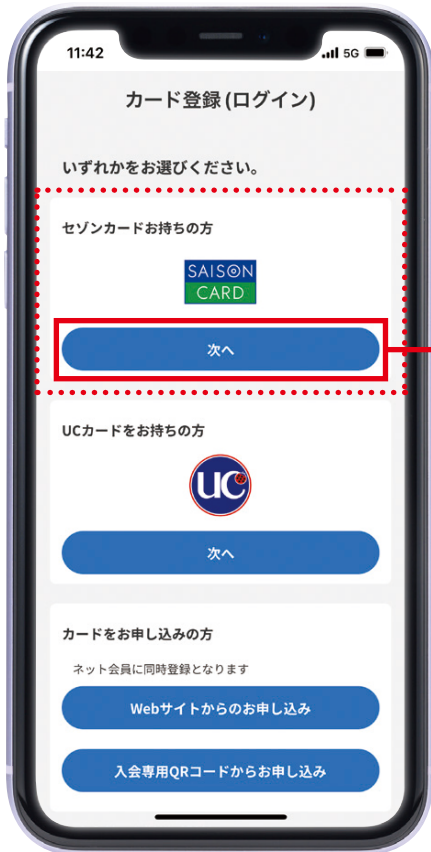 11:42
5G
カード登録(ログイン)
いずれかをお選びください。
セゾンカードお持ちの方
SAISON
CARD
次へ
UCカードをお持ちの方
UC
次へ
カードをお申し込みの方
ネット会員に同時登録となります
Webサイトからのお申し込み
入会専用QRコードからお申し込み